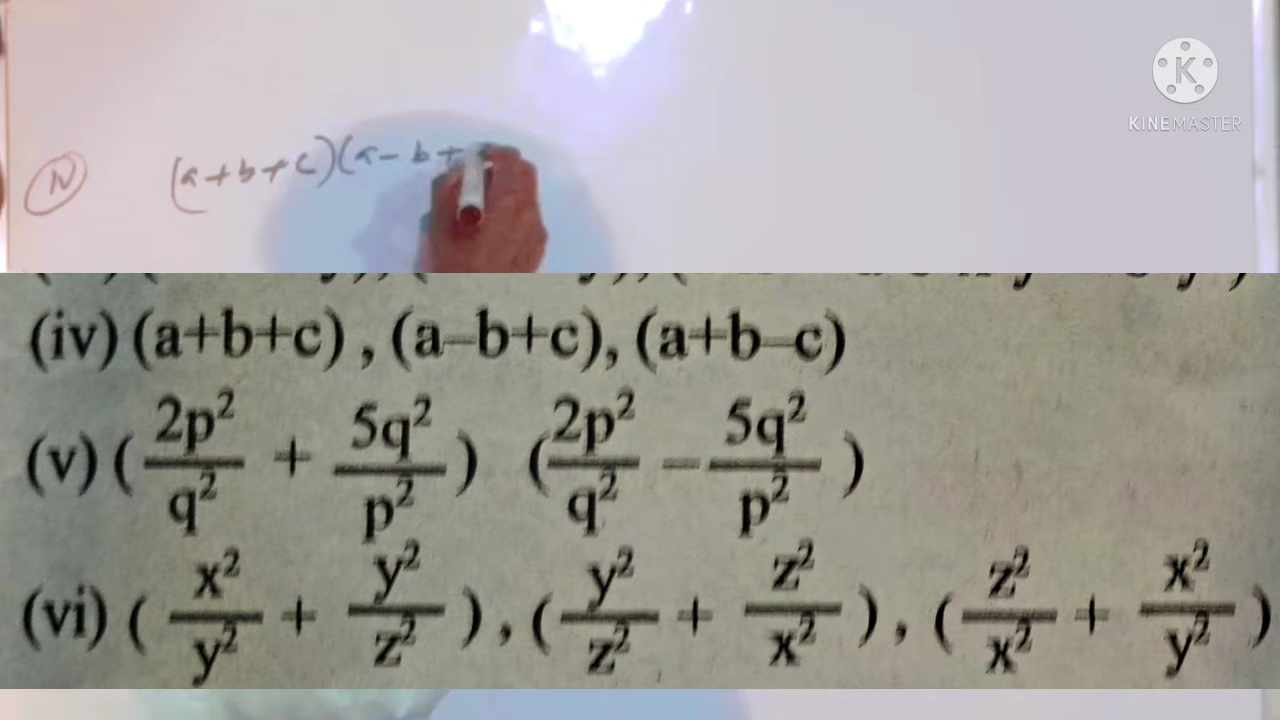 KINEMASTER
(IV) (a+b+c)(a-b+
(iv) (a+b+c) , (a–b+c), (a+b–c)
(v) ( 2p²/q² + 5q²/p² ) ( 2p²/q² – 5q²/p² )
(vi) ( x²/y² + y²/z² ) , ( y²/z² + z²/x² ) , ( z²/x² + x²/y² )